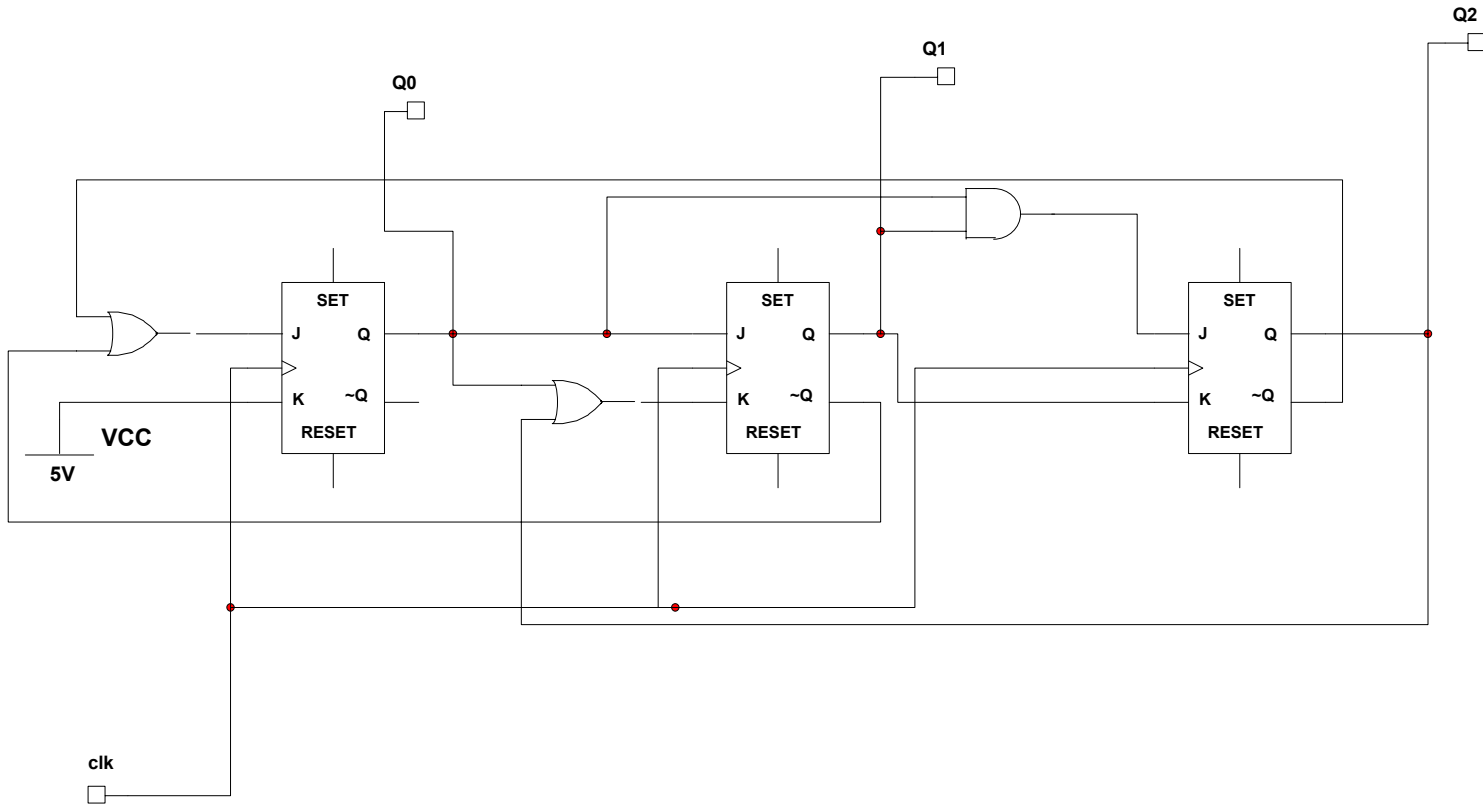 Q2
Q1
Q0
SET
SET
SET
J Q
J Q
J Q
K ~Q
K ~Q
K ~Q
RESET
RESET
RESET
VCC
5V
clk